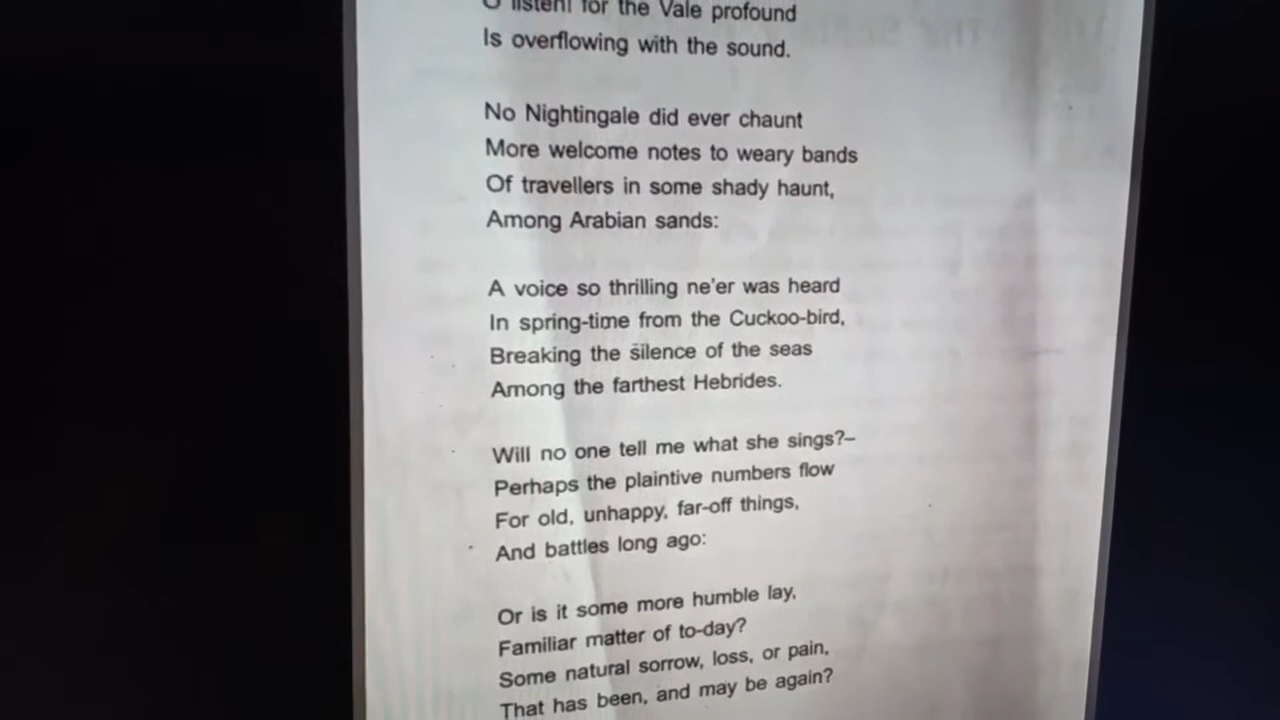 O listen! for the Vale profound
Is overflowing with the sound.
No Nightingale did ever chaunt
More welcome notes to weary bands
Of travellers in some shady haunt,
Among Arabian sands:
A voice so thrilling ne'er was heard
In spring-time from the Cuckoo-bird,
Breaking the silence of the seas
Among the farthest Hebrides.
Will no one tell me what she sings?–
Perhaps the plaintive numbers flow
For old, unhappy, far-off things,
And battles long ago:
Or is it some more humble lay,
Familiar matter of to-day?
Some natural sorrow, loss, or pain,
That has been, and may be again?